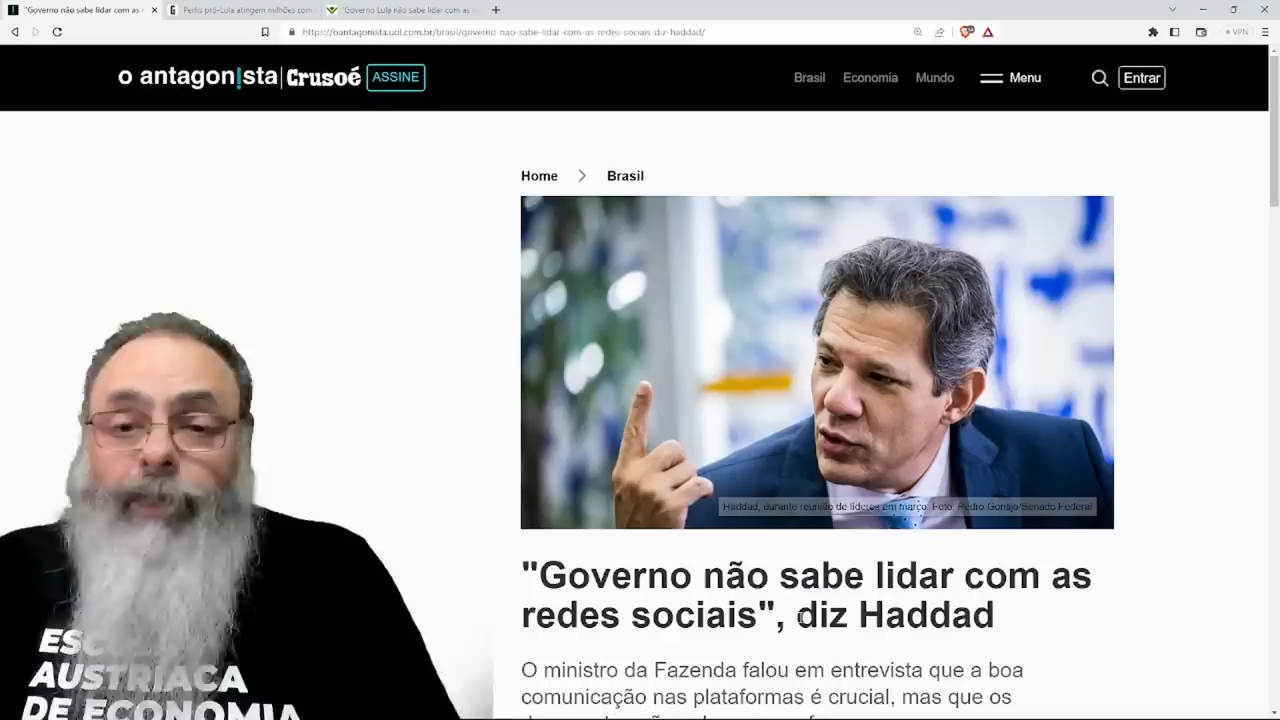 "Governo não sabe lidar com as r
Perfis pró-Lula atingem milhões com
"Governo Lula não sabe lidar com as
https://oantagonista.uol.com.br/brasil/governo-nao-sabe-lidar-com-as-redes-sociais-diz-haddad/
VPN
o antagon!sta
Crusoé
ASSINE
Brasil
Economia
Mundo
Menu
Entrar
Home
Brasil
Haddad, durante reunião de líderes em março. Foto: Pedro Gontijo/Senado Federal
"Governo não sabe lidar com as
redes sociais", diz Haddad
O ministro da Fazenda falou em entrevista que a boa
comunicação nas plataformas é crucial, mas que os
AUSTRÍACA
DE ECONOMIA